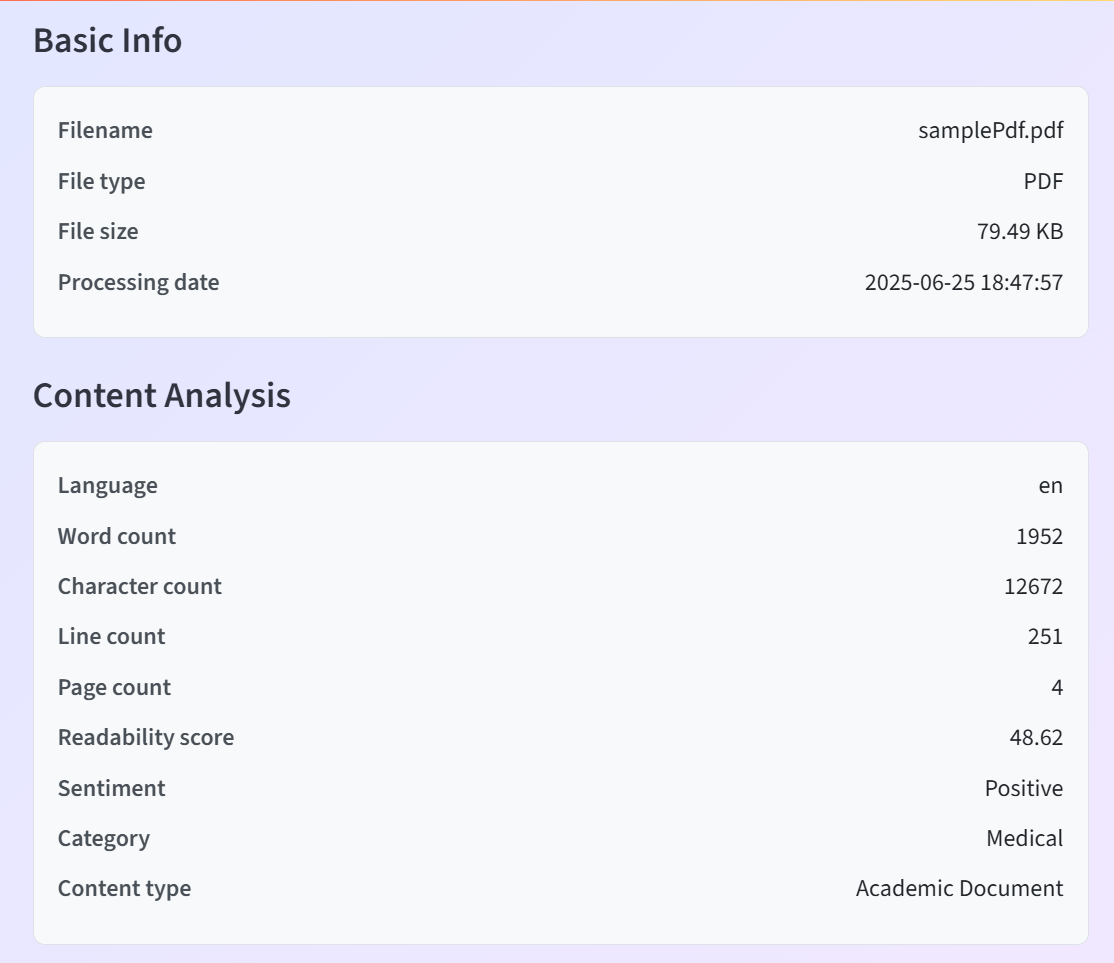 Basic Info
Filename samplePdf.pdf
File type PDF
File size 79.49 KB
Processing date 2025-06-25 18:47:57
Content Analysis
Language en
Word count 1952
Character count 12672
Line count 251
Page count 4
Readability score 48.62
Sentiment Positive
Category Medical
Content type Academic Document